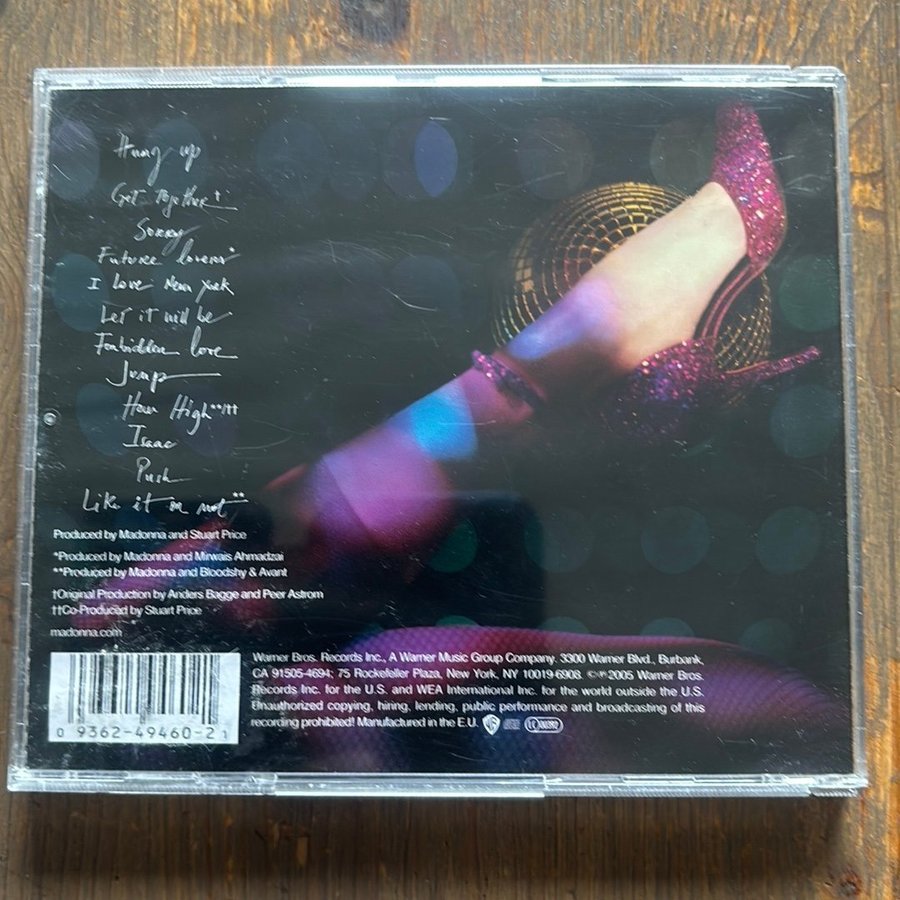 Hung up
Get Together†
Sorry
Future lovers*
I love New York
Let it will be
Forbidden love
Jump
How High**/††
Isaac
Push
Like it or not**
Produced by Madonna and Stuart Price
*Produced by Madonna and Mirwais Ahmadzai
**Produced by Madonna and Bloodshy & Avant
†Original Production by Anders Bagge and Peer Astrom
††Co-Produced by Stuart Price
madonna.com
Warner Bros. Records Inc., A Warner Music Group Company. 3300 Warner Blvd., Burbank,
CA 91505-4694; 75 Rockefeller Plaza, New York, NY 10019-6908. ©℗2005 Warner Bros.
Records Inc. for the U.S. and WEA International Inc. for the world outside the U.S.
Unauthorized copying, hiring, lending, public performance and broadcasting of this
recording prohibited! Manufactured in the E.U.
0 9362-49460-2 1